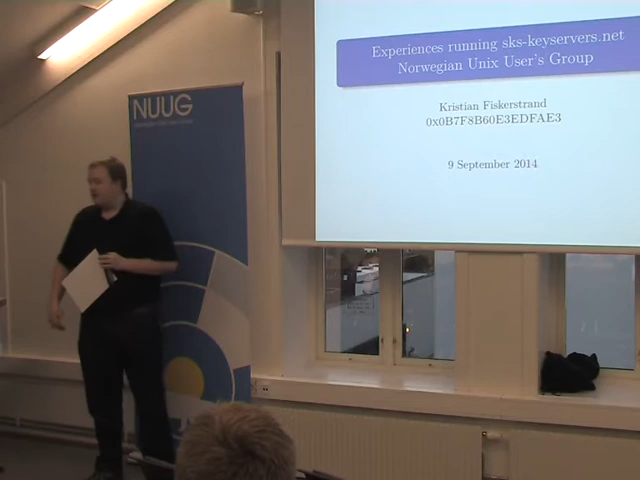 Experiences running sks-keyservers.net
Norwegian Unix User's Group
Kristian Fiskerstrand
0x0B7F8B60E3EDFAE3
9 September 2014
NUUG